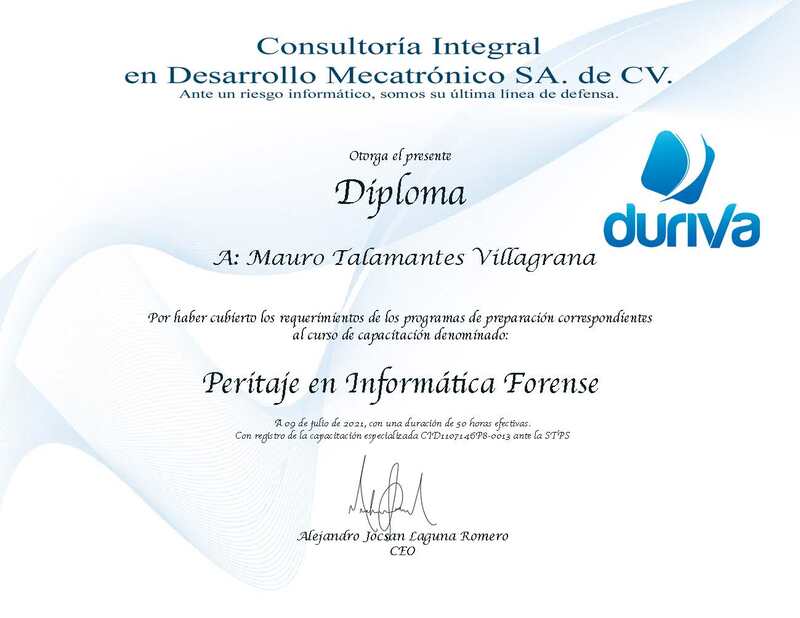 Consultoría Integral
en Desarrollo Mecatrónico SA. de CV.
Ante un riesgo informático, somos su última línea de defensa.
Otorga el presente
Diploma
duriva
A: Mauro Talamantes Villagrana
Por haber cubierto los requerimientos de los programas de preparación correspondientes
al curso de capacitación denominado:
Peritaje en Informática Forense
A 09 de julio de 2021, con una duración de 50 horas efectivas.
Con registro de la capacitación especializada CID1107146P8-0013 ante la STPS
Alejandro Jocsan Laguna Romero
CEO